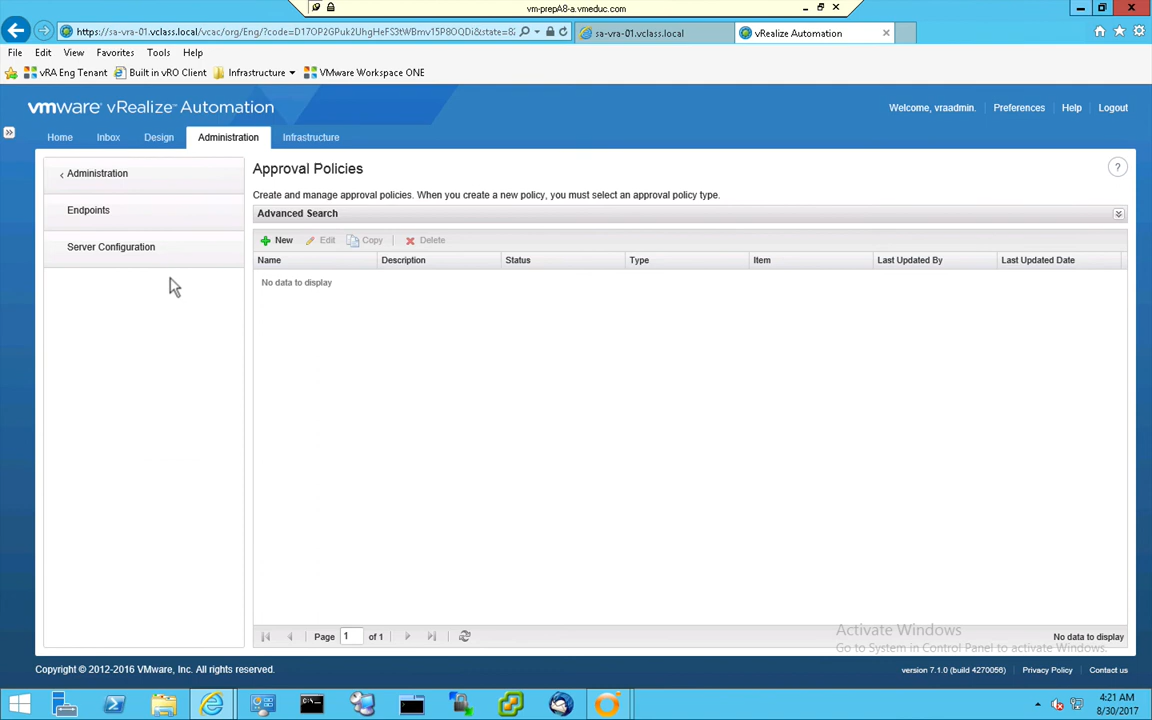 vm-prepA8-a.vmeduc.com
https://sa-vra-01.vclass.local/vcac/org/Eng/?code=D17OP2GPuk2UhgHeFS3tWBrmv15P8OQDi&state=8
sa-vra-01.vclass.local
vRealize Automation
File Edit View Favorites Tools Help
vRA Eng Tenant Built in vRO Client Infrastructure VMware Workspace ONE
vmware vRealize™ Automation
Welcome, vraadmin. Preferences Help Logout
Home Inbox Design Administration Infrastructure
Administration
Endpoints
Server Configuration
Approval Policies
?
Create and manage approval policies. When you create a new policy, you must select an approval policy type.
Advanced Search
New Edit Copy Delete
Name Description Status Type Item Last Updated By Last Updated Date
No data to display
Page 1 of 1
No data to display
Activate Windows
Go to System in Control Panel to activate Windows.
Copyright © 2012-2016 VMware, Inc. All rights reserved.
version 7.1.0 (build 4270056) Privacy Policy Contact us
4:21 AM
8/30/2017